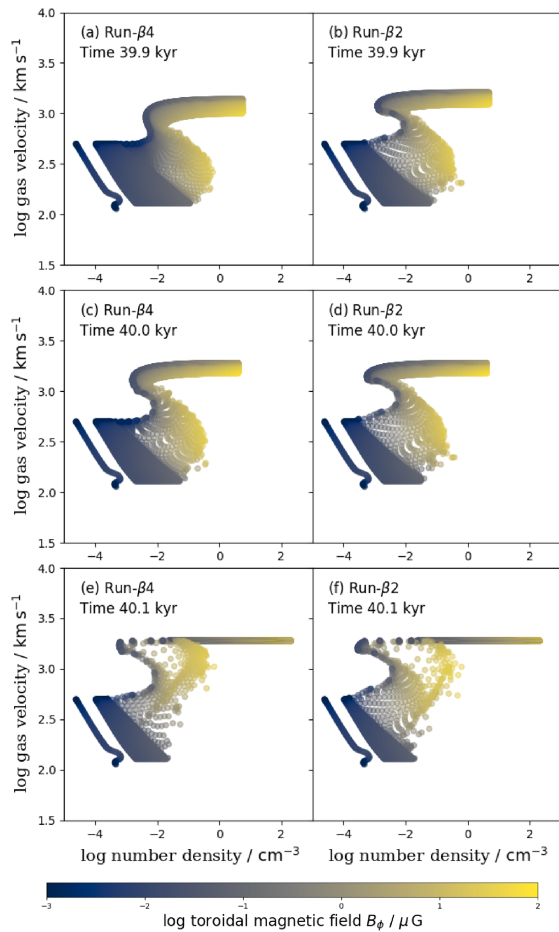 (a) Run-β4
Time 39.9 kyr
(b) Run-β2
Time 39.9 kyr
log gas velocity / km s⁻¹
4.0
3.5
3.0
2.5
2.0
1.5
−4 −2 0 2
−4 −2 0 2
(c) Run-β4
Time 40.0 kyr
(d) Run-β2
Time 40.0 kyr
log gas velocity / km s⁻¹
4.0
3.5
3.0
2.5
2.0
1.5
−4 −2 0 2
−4 −2 0 2
(e) Run-β4
Time 40.1 kyr
(f) Run-β2
Time 40.1 kyr
log gas velocity / km s⁻¹
4.0
3.5
3.0
2.5
2.0
1.5
−4 −2 0 2
−4 −2 0 2
log number density / cm⁻³
log number density / cm⁻³
−3 −2 −1 0 1 2
log toroidal magnetic field Bϕ / μG